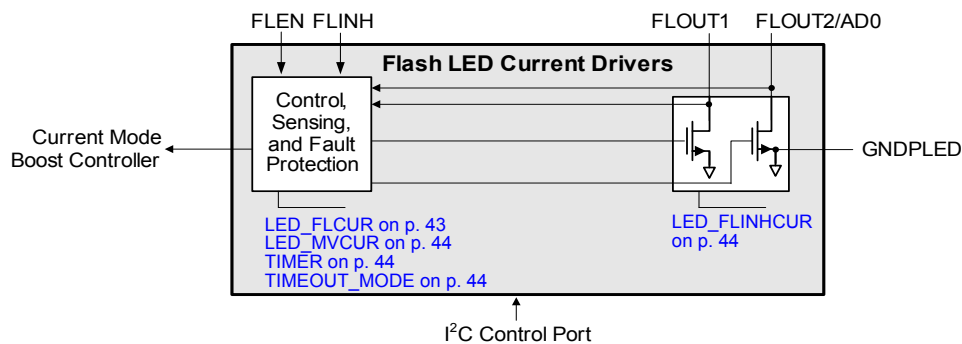 FLEN FLINH FLOUT1 FLOUT2/AD0
Flash LED Current Drivers
Control,
Sensing,
and Fault
Protection
Current Mode
Boost Controller
GNDPLED
LED_FLCUR on p. 43
LED_MVCUR on p. 44
TIMER on p. 44
TIMEOUT_MODE on p. 44
LED_FLINHCUR
on p. 44
I²C Control Port